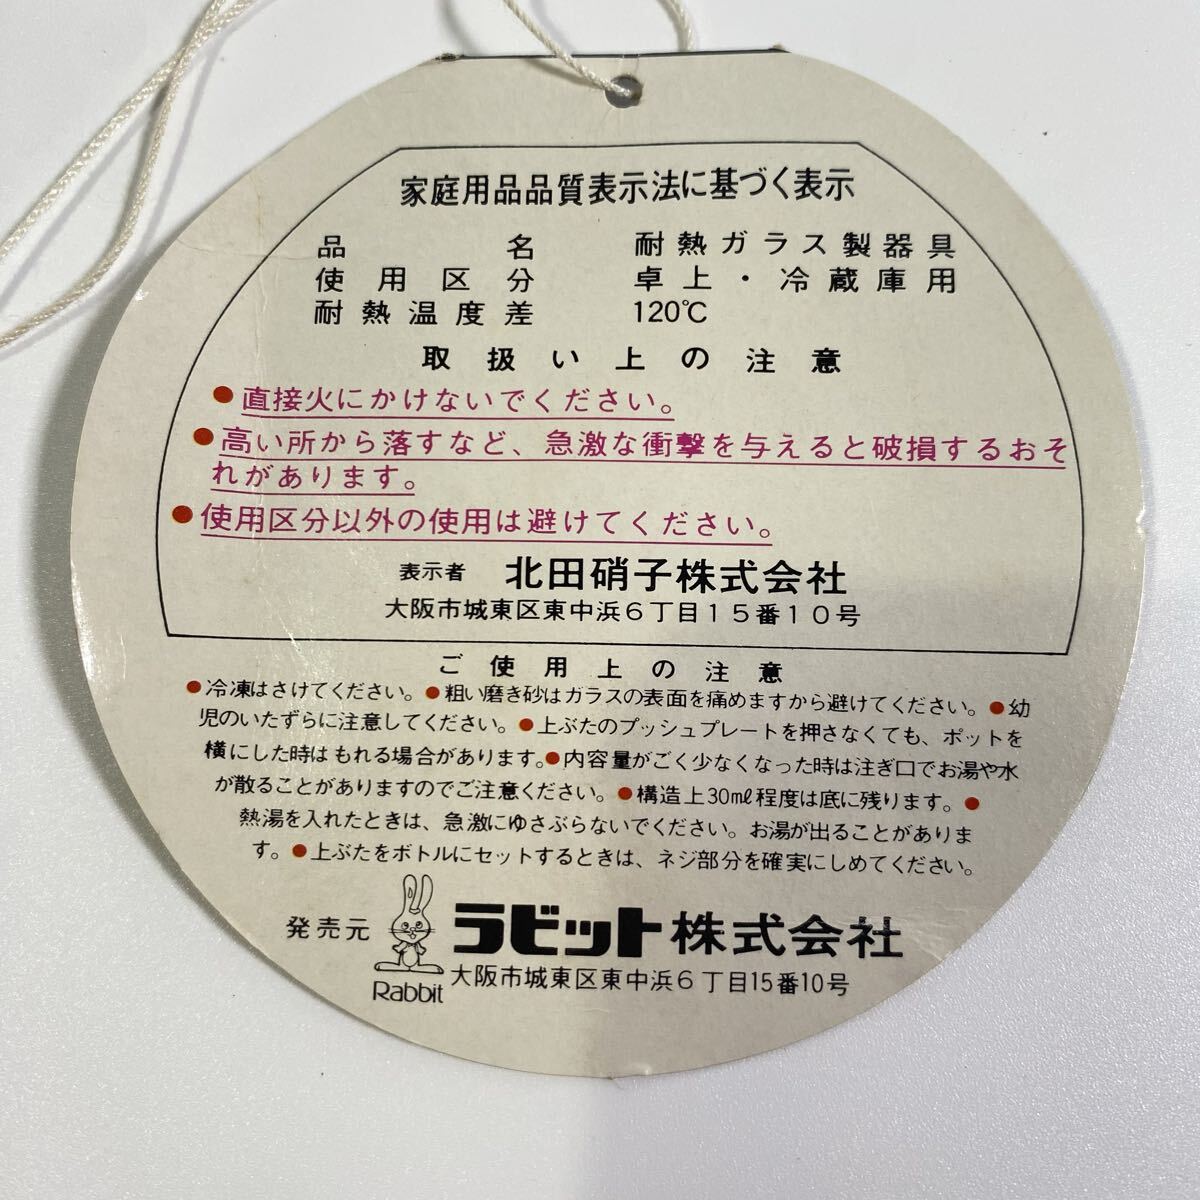 家庭用品品質表示法に基づく表示
品名 耐熱ガラス製器具
使用区分 卓上・冷蔵庫用
耐熱温度差 120℃
取扱い上の注意
●直接火にかけないでください。
●高い所から落すなど、急激な衝撃を与えると破損するおそ
れがあります。
●使用区分以外の使用は避けてください。
表示者 北田硝子株式会社
大阪市城東区東中浜6丁目15番10号
ご使用上の注意
●冷凍はさけてください。●粗い磨き砂はガラスの表面を痛めますから避けてください。●幼
児のいたずらに注意してください。●上ぶたのプッシュプレートを押さなくても、ポットを
横にした時はもれる場合があります。●内容量がごく少なくなった時は注ぎ口でお湯や水
が散ることがありますのでご注意ください。●構造上30mℓ程度は底に残ります。●
熱湯を入れたときは、急激にゆさぶらないでください。お湯が出ることがありま
す。●上ぶたをボトルにセットするときは、ネジ部分を確実にしめてください。
発売元 ラビット株式会社
Rabbit 大阪市城東区東中浜6丁目15番10号